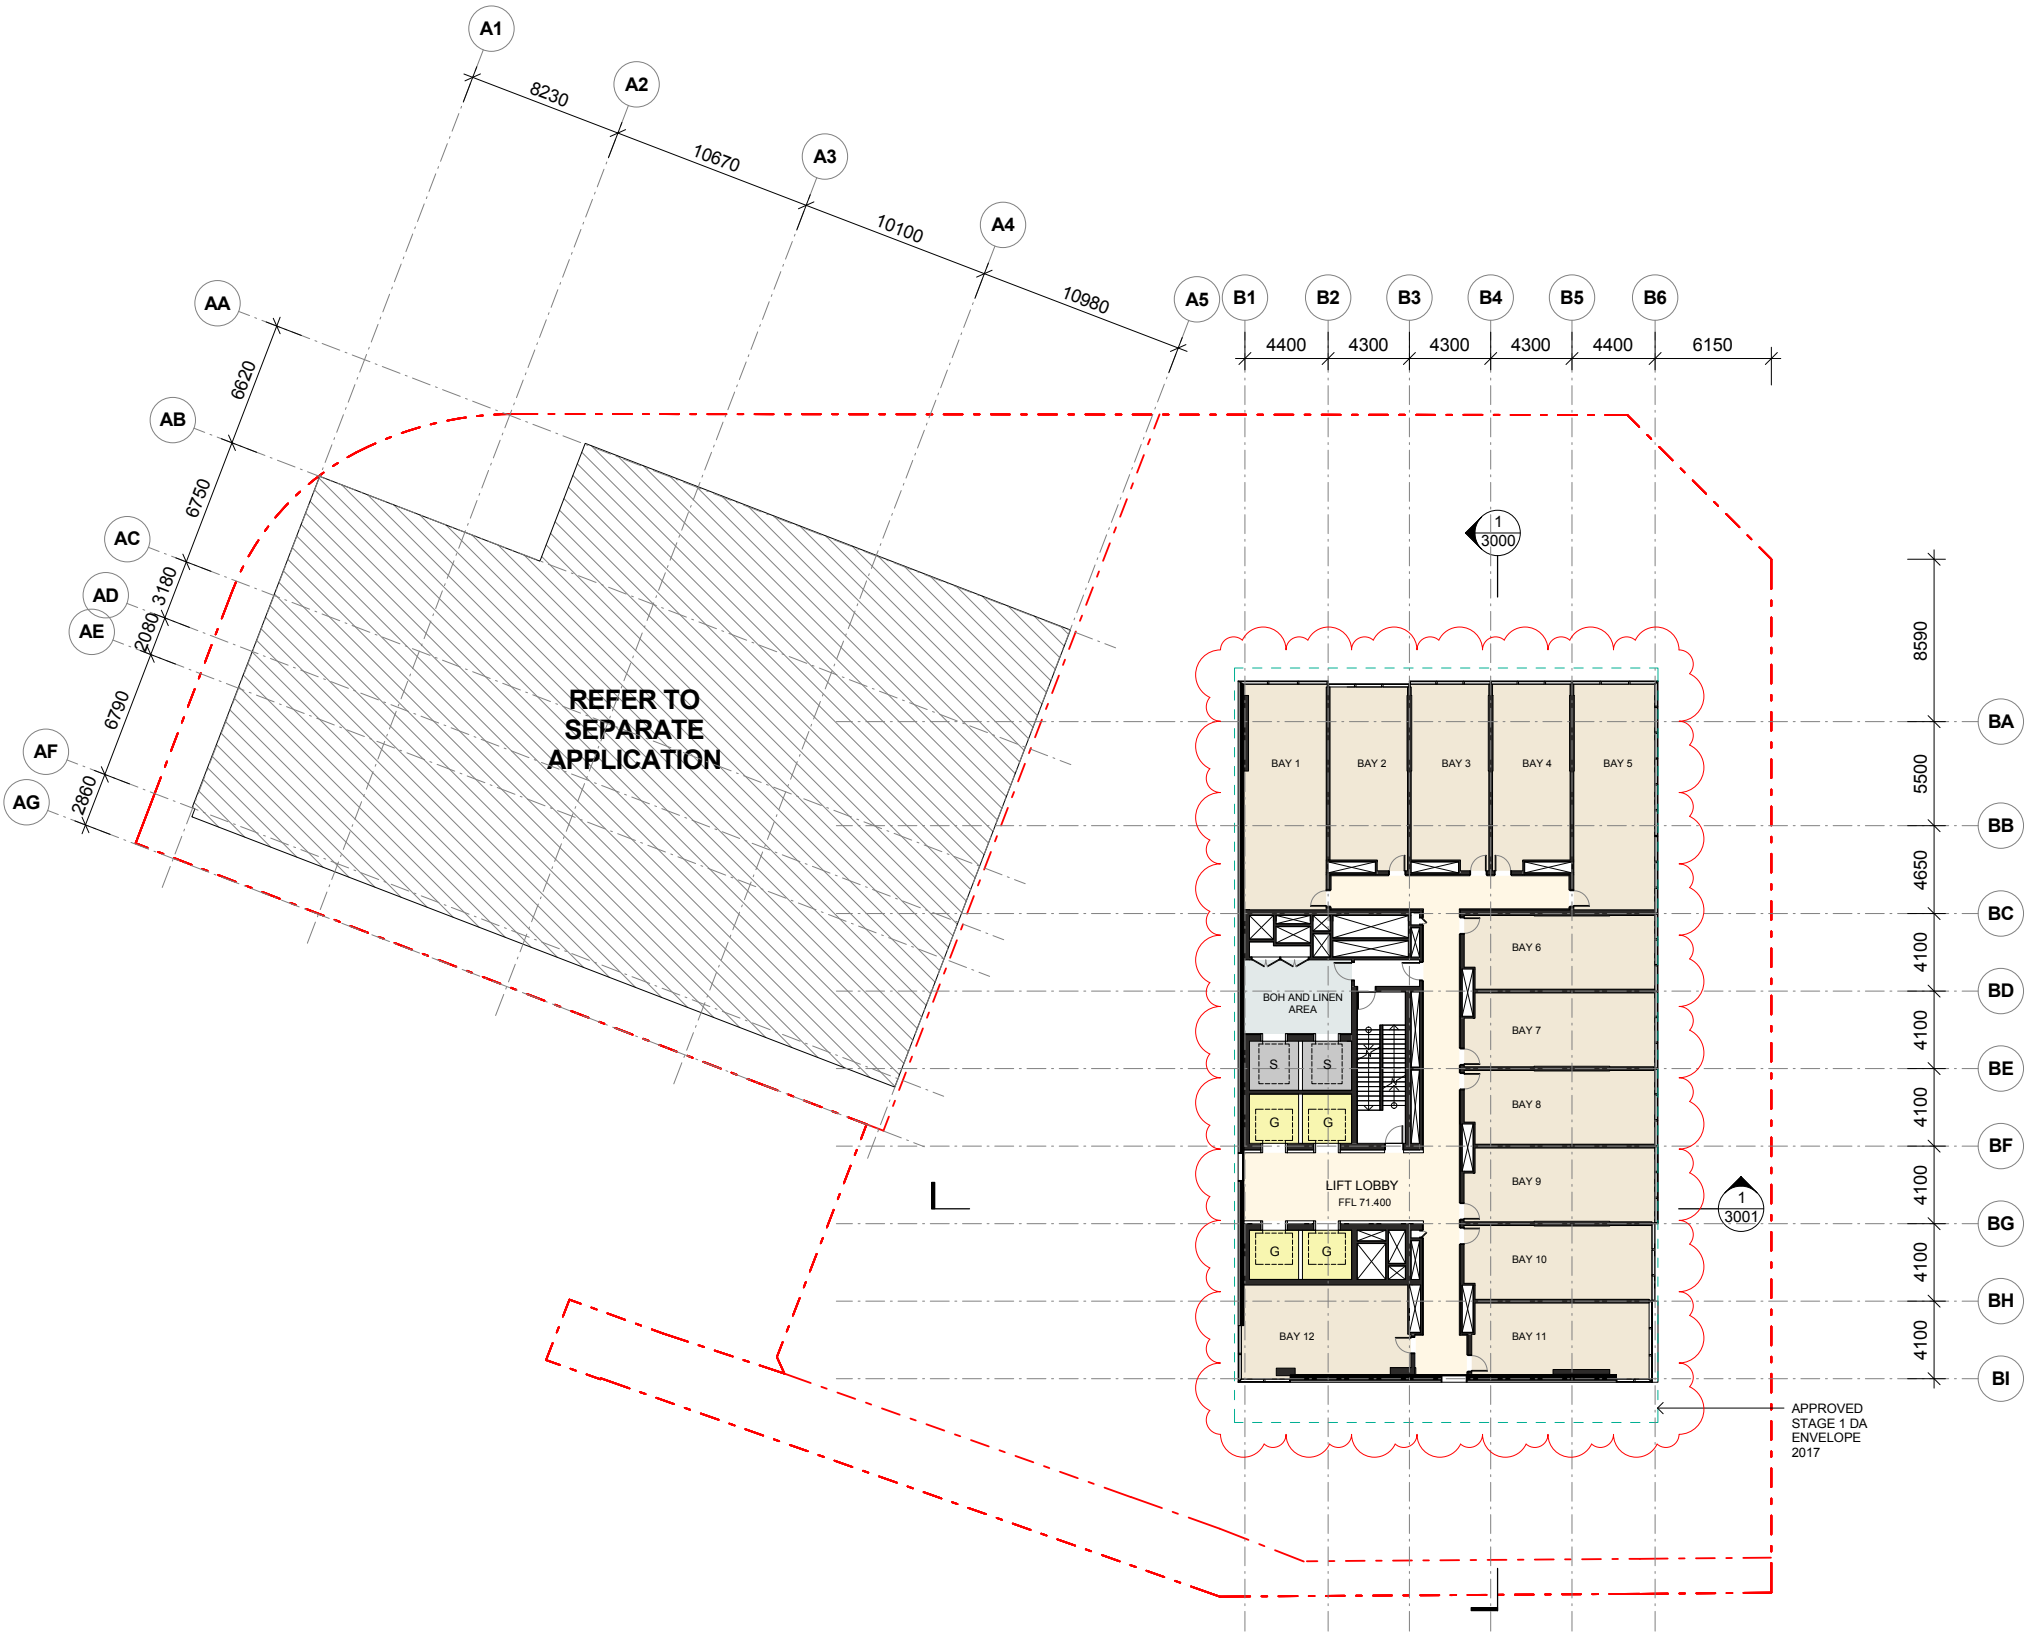 A1
A2
A3
A4
A5
B1
B2
B3
B4
B5
B6
8230
10670
10100
10980
4400
4300
4300
4300
4400
6150
AA
AB
AC
AD
AE
AF
AG
6620
6750
3180
2080
6790
2860
REFER TO
SEPARATE
APPLICATION
1
3000
8590
5500
4650
4100
4100
4100
4100
4100
4100
BA
BB
BC
BD
BE
BF
BG
BH
BI
BAY 1
BAY 2
BAY 3
BAY 4
BAY 5
BAY 6
BOH AND LINEN
AREA
BAY 7
S
S
BAY 8
G
G
LIFT LOBBY
FFL 71.400
BAY 9
1
3001
G
G
BAY 10
BAY 12
BAY 11
APPROVED
STAGE 1 DA
ENVELOPE
2017